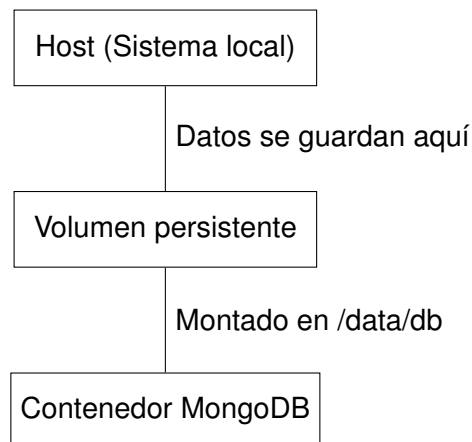 Host (Sistema local)
Datos se guardan aquí
Volumen persistente
Montado en /data/db
Contenedor MongoDB